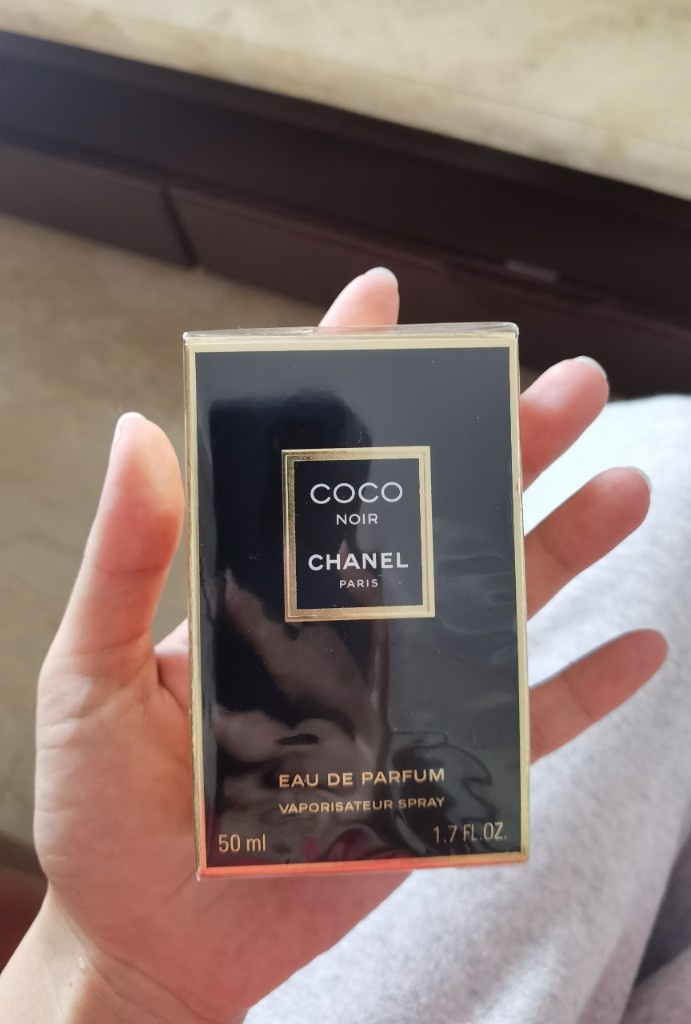 COCO
NOIR
CHANEL
PARIS
EAU DE PARFUM
VAPORISATEUR SPRAY
50 ml
1.7 FL.OZ.